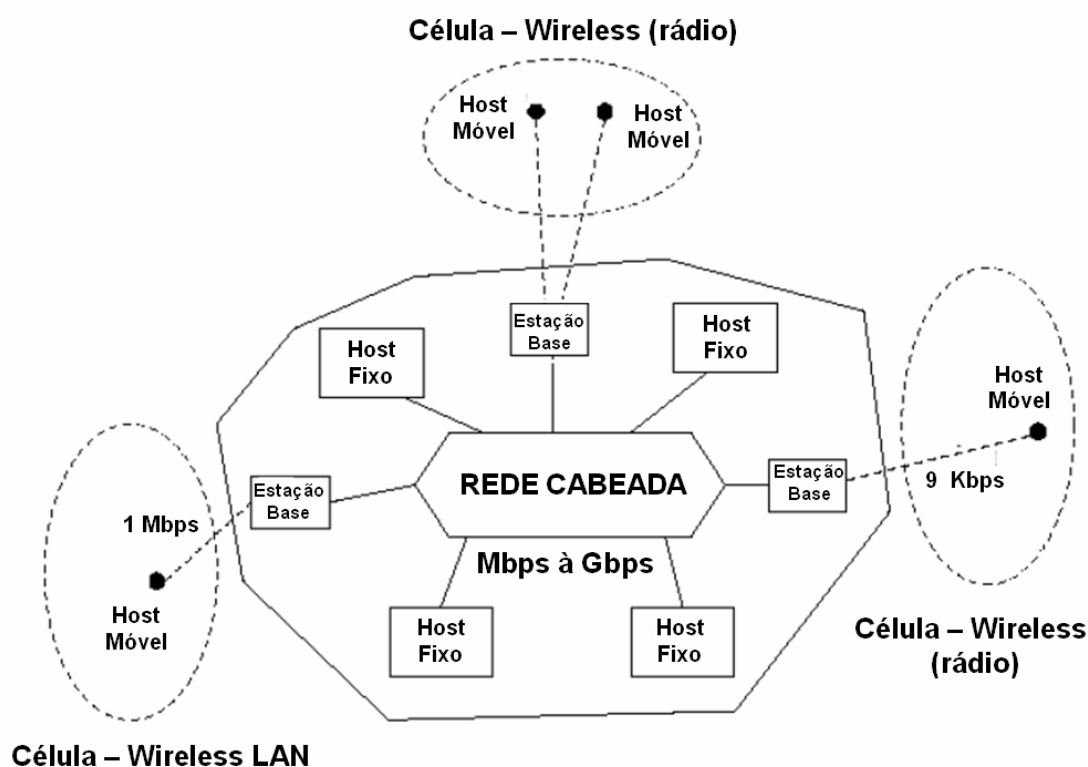 Célula – Wireless (rádio)
Host
Móvel
Host
Móvel
Estação
Base
Host
Fixo
Host
Fixo
Host
Móvel
REDE CABEADA
Estação
Base
Estação
Base
9 Kbps
1 Mbps
Mbps à Gbps
Host
Móvel
Host
Fixo
Host
Fixo
Célula – Wireless
(rádio)
Célula – Wireless LAN